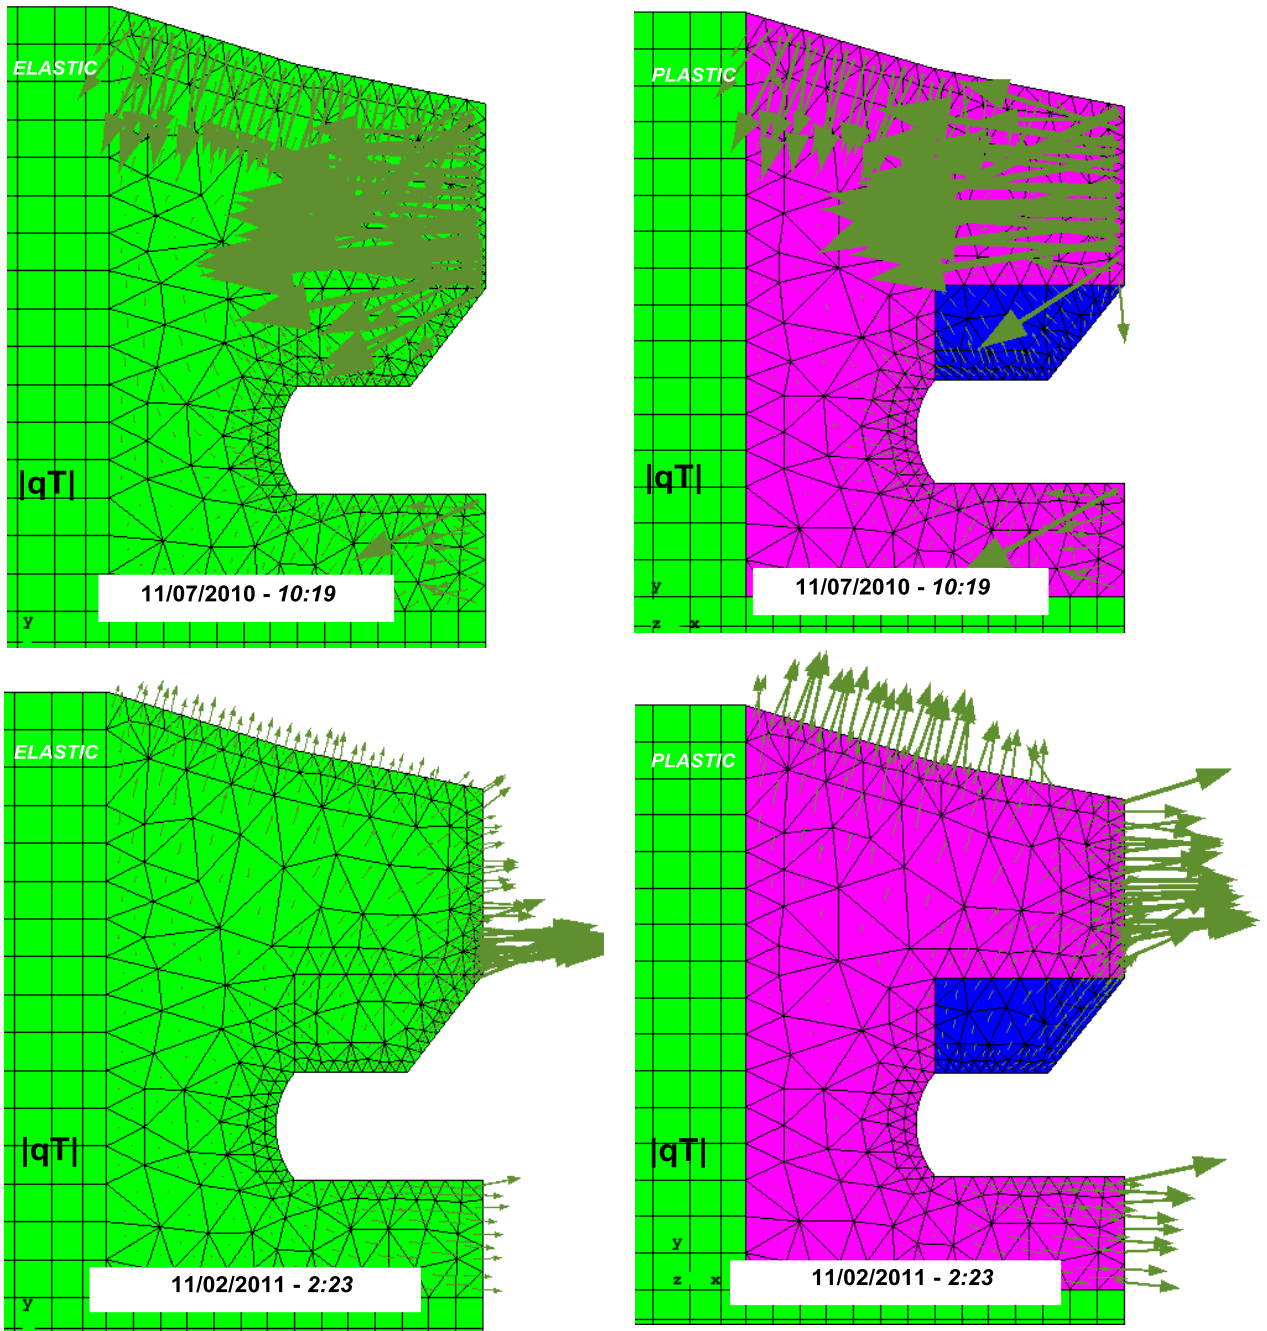 ELASTIC
|qT|
11/07/2010 - 10:19
y
PLASTIC
|qT|
y
11/07/2010 - 10:19
z x
ELASTIC
|qT|
11/02/2011 - 2:23
y
PLASTIC
|qT|
y
z x
11/02/2011 - 2:23